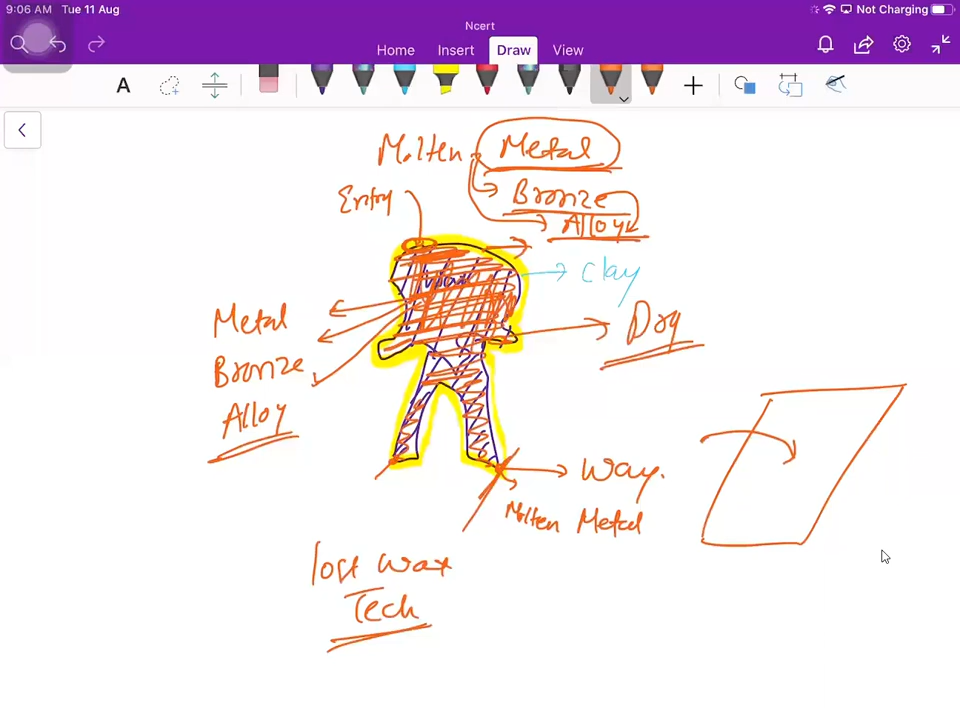 9:06 AM Tue 11 Aug
Not Charging
Ncert
Home Insert Draw View
A
Molten Metal
Bronze
Alloy
Entry
Clay
Metal
Bronze
Alloy
Dog
Way.
Molten Metal
lost wax
Tech